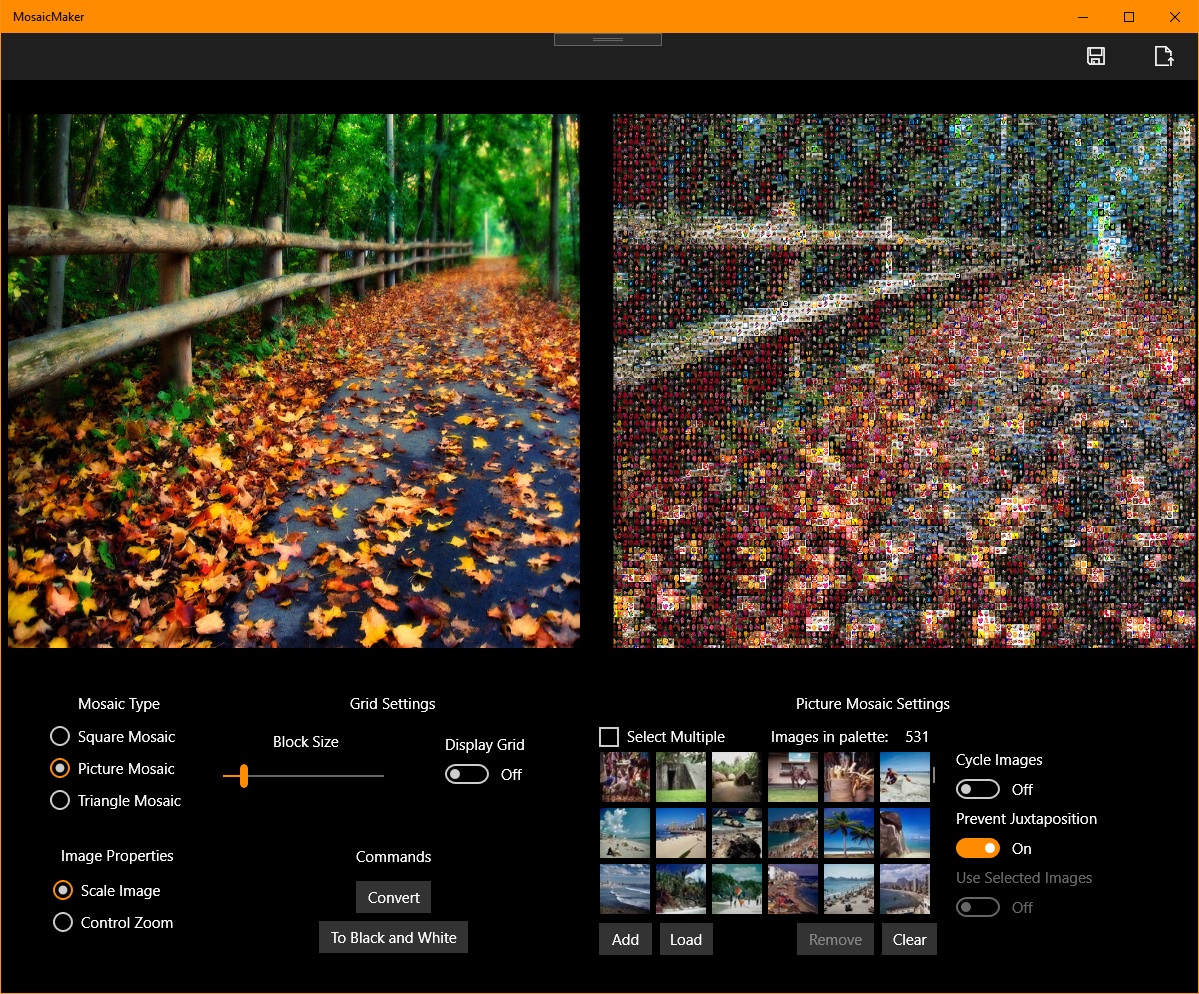 MosaicMaker
Mosaic Type
Square Mosaic
Picture Mosaic
Triangle Mosaic
Grid Settings
Block Size
Display Grid
Off
Image Properties
Scale Image
Control Zoom
Commands
Convert
To Black and White
Picture Mosaic Settings
Select Multiple
Images in palette: 531
Add
Load
Remove
Clear
Cycle Images
Off
Prevent Juxtaposition
On
Use Selected Images
Off